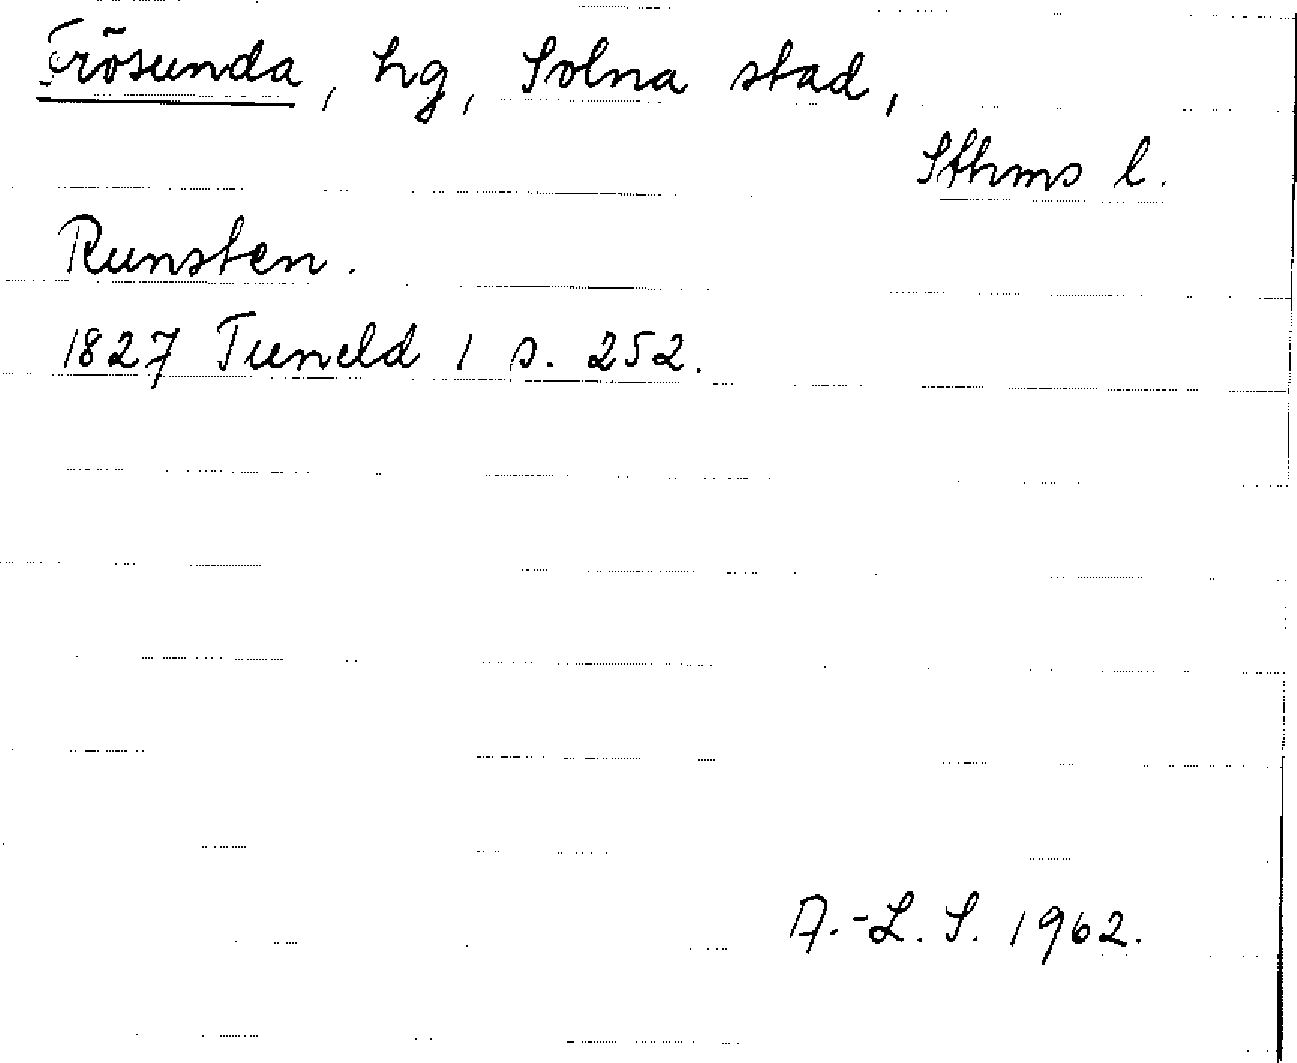 Frösunda, hg, Solna stad,
Sthms l.
Runsten.
1827 Tuneld 1 s. 252.
A.-L. S. 1962.